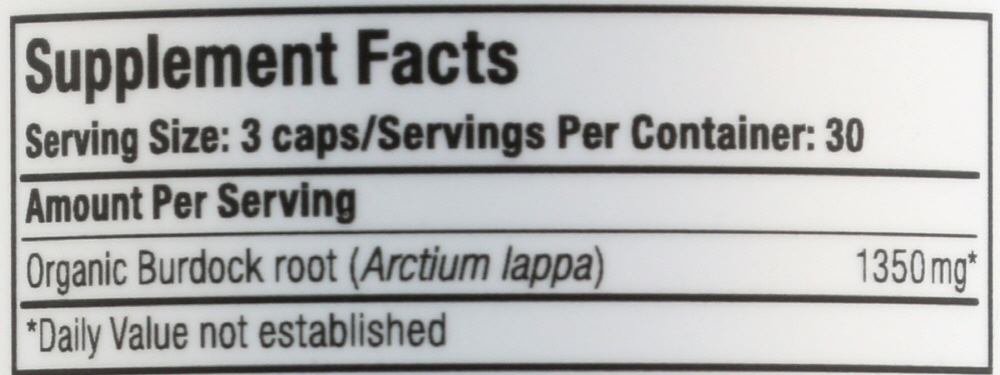 Supplement Facts
Serving Size: 3 caps/Servings Per Container: 30
Amount Per Serving
Organic Burdock root (Arctium lappa) 1350mg*
*Daily Value not established